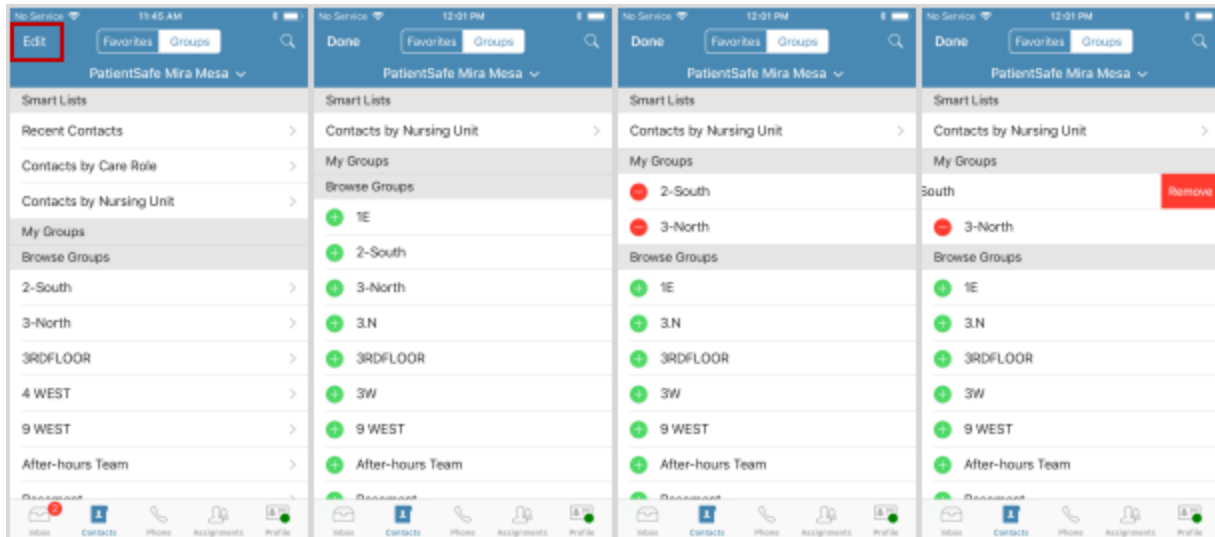 No Service 11:45 AM
Edit Favorites Groups
PatientSafe Mira Mesa
Smart Lists
Recent Contacts
Contacts by Care Role
Contacts by Nursing Unit
My Groups
Browse Groups
2-South
3-North
3RDFLOOR
4 WEST
9 WEST
After-hours Team
2
Inbox Contacts Phone Assignments Profile
No Service 12:01 PM
Done Favorites Groups
PatientSafe Mira Mesa
Smart Lists
Contacts by Nursing Unit
My Groups
Browse Groups
1E
2-South
3-North
3.N
3RDFLOOR
3W
9 WEST
After-hours Team
Inbox Contacts Phone Assignments Profile
No Service 12:01 PM
Done Favorites Groups
PatientSafe Mira Mesa
Smart Lists
Contacts by Nursing Unit
My Groups
2-South
3-North
Browse Groups
1E
3.N
3RDFLOOR
3W
9 WEST
After-hours Team
Inbox Contacts Phone Assignments Profile
No Service 12:01 PM
Done Favorites Groups
PatientSafe Mira Mesa
Smart Lists
Contacts by Nursing Unit
My Groups
South Remove
3-North
Browse Groups
1E
3.N
3RDFLOOR
3W
9 WEST
After-hours Team
Inbox Contacts Phone Assignments Profile